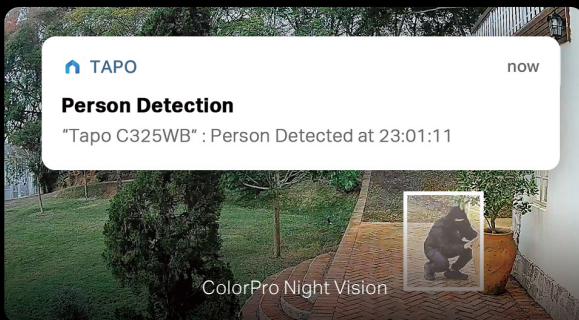 TAPO
now
Person Detection
"Tapo C325WB" : Person Detected at 23:01:11
ColorPro Night Vision